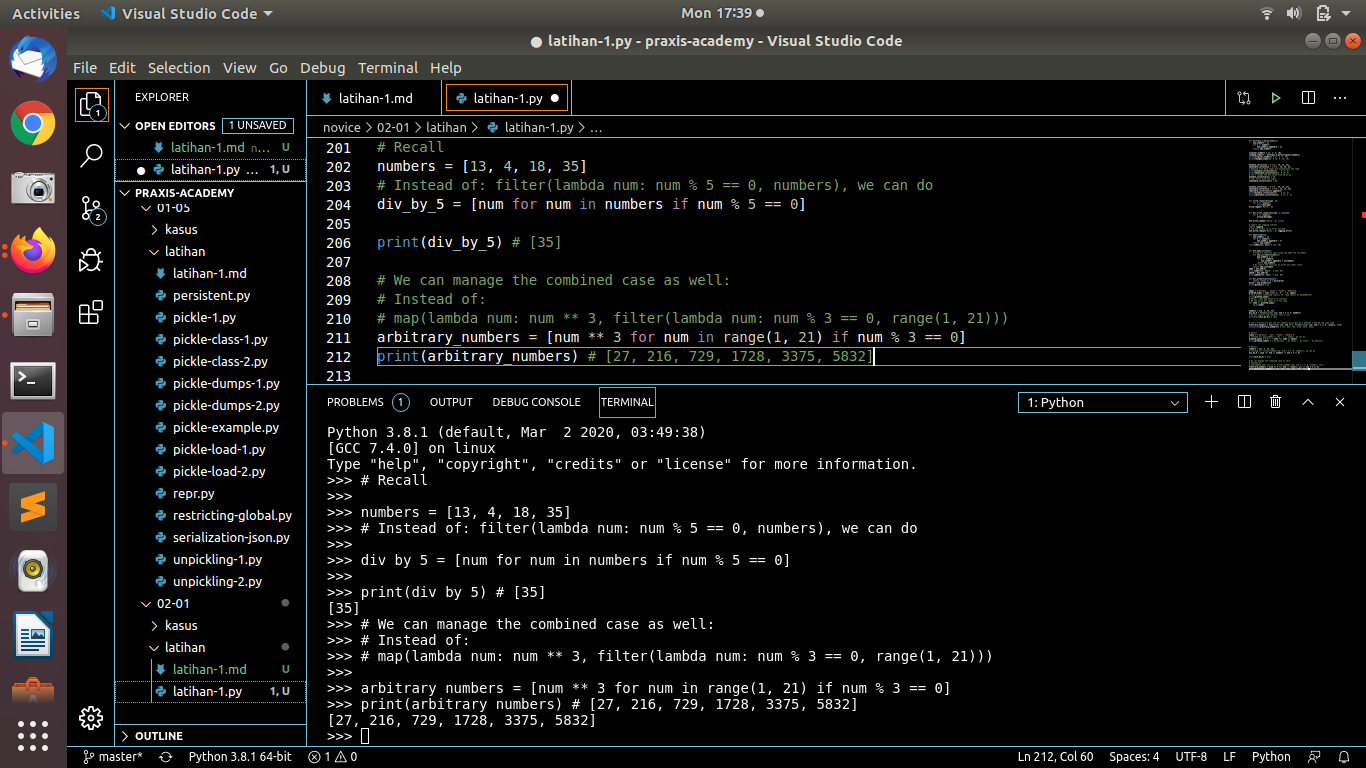 Activities
Visual Studio Code
Mon 17:39
latihan-1.py - praxis-academy - Visual Studio Code
File Edit Selection View Go Debug Terminal Help
EXPLORER
OPEN EDITORS 1 UNSAVED
latihan-1.md n... U
latihan-1.py ... 1, U
PRAXIS-ACADEMY
01-05
kasus
latihan
latihan-1.md
persistent.py
pickle-1.py
pickle-class-1.py
pickle-class-2.py
pickle-dumps-1.py
pickle-dumps-2.py
pickle-example.py
pickle-load-1.py
pickle-load-2.py
repr.py
restricting-global.py
serialization-json.py
unpickling-1.py
unpickling-2.py
02-01
kasus
latihan
latihan-1.md U
latihan-1.py 1, U
OUTLINE
1
2
latihan-1.md
latihan-1.py
novice > 02-01 > latihan > latihan-1.py > ...
201 # Recall
202 numbers = [13, 4, 18, 35]
203 # Instead of: filter(lambda num: num % 5 == 0, numbers), we can do
204 div_by_5 = [num for num in numbers if num % 5 == 0]
205
206 print(div_by_5) # [35]
207
208 # We can manage the combined case as well:
209 # Instead of:
210 # map(lambda num: num ** 3, filter(lambda num: num % 3 == 0, range(1, 21)))
211 arbitrary_numbers = [num ** 3 for num in range(1, 21) if num % 3 == 0]
212 print(arbitrary_numbers) # [27, 216, 729, 1728, 3375, 5832]
213
PROBLEMS 1 OUTPUT DEBUG CONSOLE TERMINAL
1: Python
Python 3.8.1 (default, Mar  2 2020, 03:49:38)
[GCC 7.4.0] on linux
Type "help", "copyright", "credits" or "license" for more information.
>>> # Recall
>>>
>>> numbers = [13, 4, 18, 35]
>>> # Instead of: filter(lambda num: num % 5 == 0, numbers), we can do
>>>
>>> div by 5 = [num for num in numbers if num % 5 == 0]
>>>
>>> print(div by 5) # [35]
[35]
>>> # We can manage the combined case as well:
>>> # Instead of:
>>> # map(lambda num: num ** 3, filter(lambda num: num % 3 == 0, range(1, 21)))
>>>
>>> arbitrary numbers = [num ** 3 for num in range(1, 21) if num % 3 == 0]
>>> print(arbitrary numbers) # [27, 216, 729, 1728, 3375, 5832]
[27, 216, 729, 1728, 3375, 5832]
>>>
master* Python 3.8.1 64-bit 1 0
Ln 212, Col 60 Spaces: 4 UTF-8 LF Python